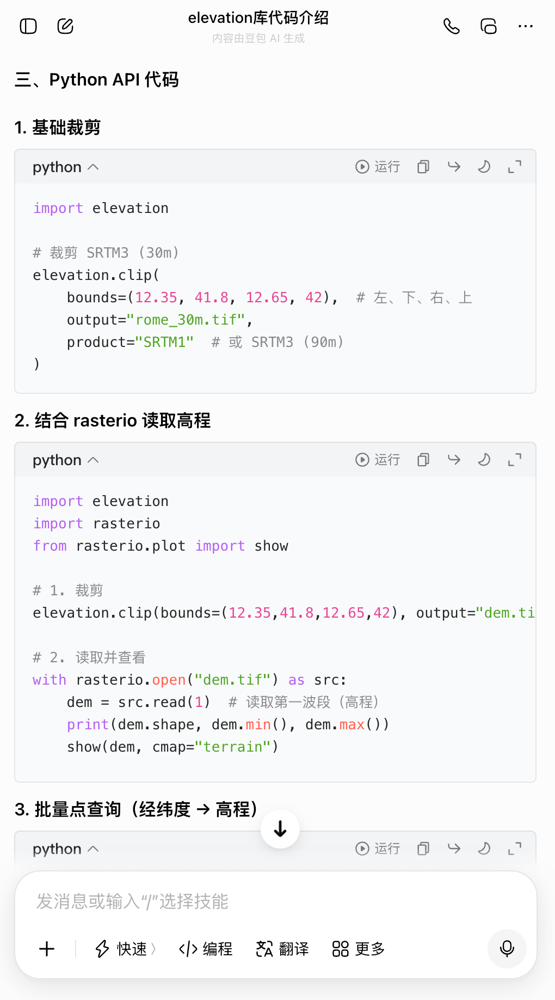 elevation库代码介绍
内容由豆包 AI 生成
三、Python API 代码
1. 基础裁剪
python 运行
import elevation
# 裁剪 SRTM3 (30m)
elevation.clip(
    bounds=(12.35, 41.8, 12.65, 42),  # 左、下、右、上
    output="rome_30m.tif",
    product="SRTM1"  # 或 SRTM3 (90m)
)
2. 结合 rasterio 读取高程
python 运行
import elevation
import rasterio
from rasterio.plot import show
# 1. 裁剪
elevation.clip(bounds=(12.35,41.8,12.65,42), output="dem.ti
# 2. 读取并查看
with rasterio.open("dem.tif") as src:
    dem = src.read(1)  # 读取第一波段（高程）
    print(dem.shape, dem.min(), dem.max())
    show(dem, cmap="terrain")
3. 批量点查询（经纬度 → 高程）
python 运行
发消息或输入“/”选择技能
快速 编程 翻译 更多